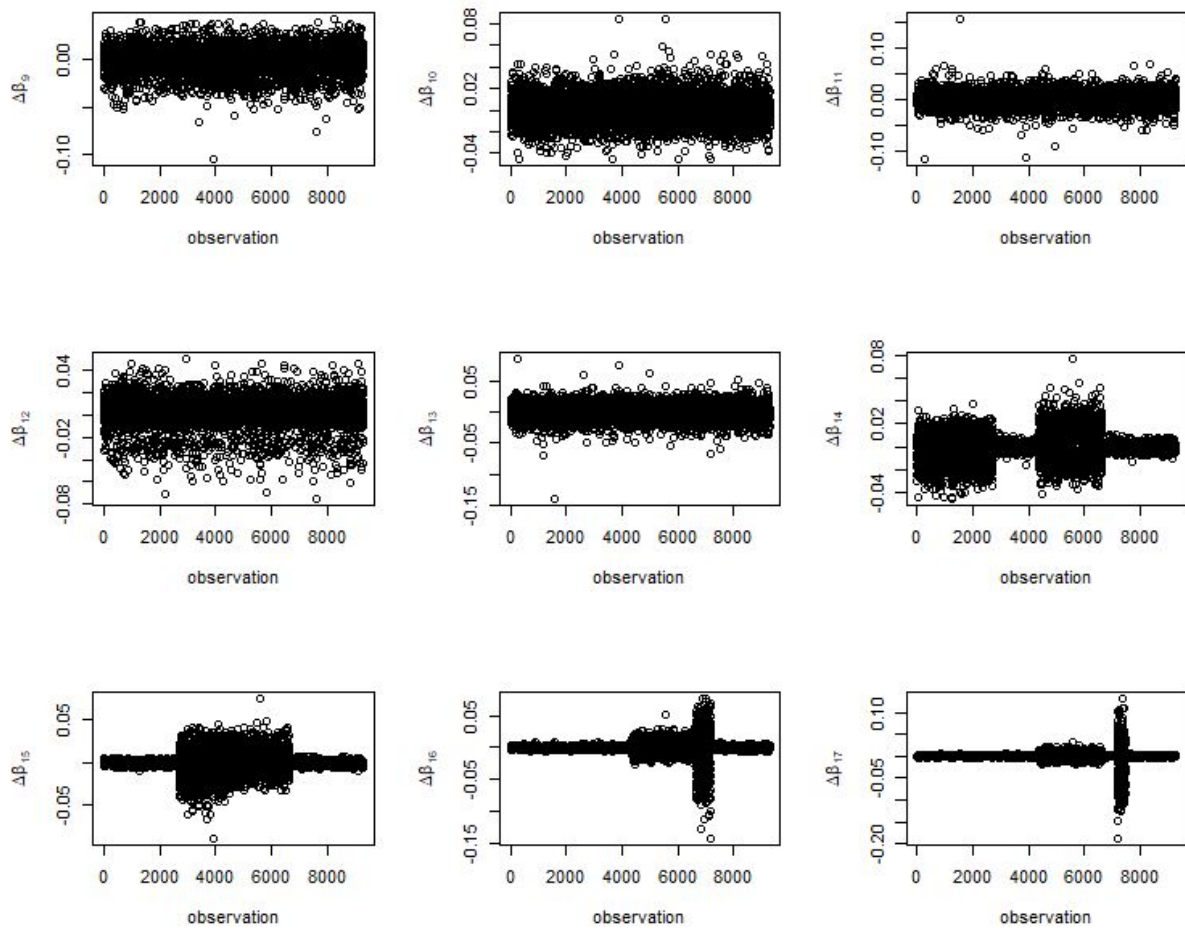 Δβ₉ 0.00 -0.10
0 2000 4000 6000 8000
observation
Δβ₁₀ 0.08 0.02 -0.04
0 2000 4000 6000 8000
observation
Δβ₁₁ 0.10 0.00 -0.10
0 2000 4000 6000 8000
observation
Δβ₁₂ 0.04 -0.02 -0.08
0 2000 4000 6000 8000
observation
Δβ₁₃ 0.05 -0.05 -0.15
0 2000 4000 6000 8000
observation
Δβ₁₄ 0.08 0.02 -0.04
0 2000 4000 6000 8000
observation
Δβ₁₅ 0.05 -0.05
0 2000 4000 6000 8000
observation
Δβ₁₆ 0.05 -0.05 -0.15
0 2000 4000 6000 8000
observation
Δβ₁₇ 0.10 -0.05 -0.20
0 2000 4000 6000 8000
observation